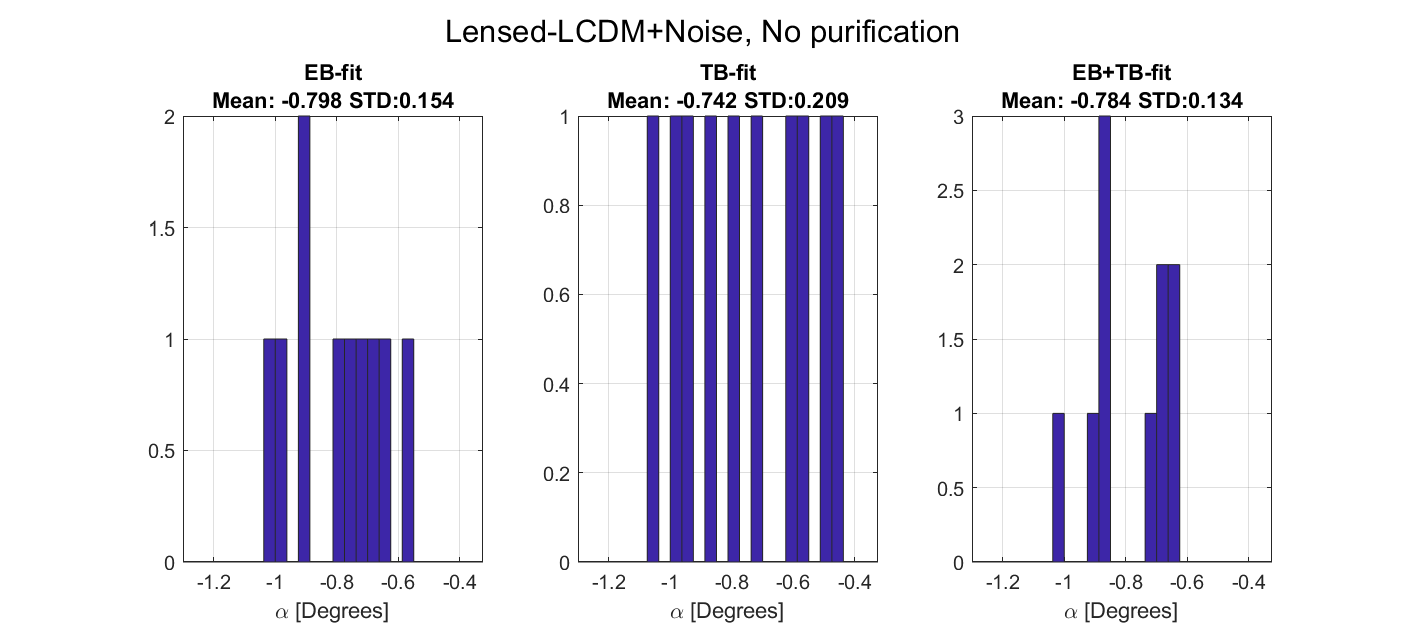 Lensed-LCDM+Noise, No purification
EB-fit
Mean: -0.798 STD:0.154
2
1.5
1
0.5
0
-1.2 -1 -0.8 -0.6 -0.4
α [Degrees]
TB-fit
Mean: -0.742 STD:0.209
1
0.8
0.6
0.4
0.2
0
-1.2 -1 -0.8 -0.6 -0.4
α [Degrees]
EB+TB-fit
Mean: -0.784 STD:0.134
3
2.5
2
1.5
1
0.5
0
-1.2 -1 -0.8 -0.6 -0.4
α [Degrees]